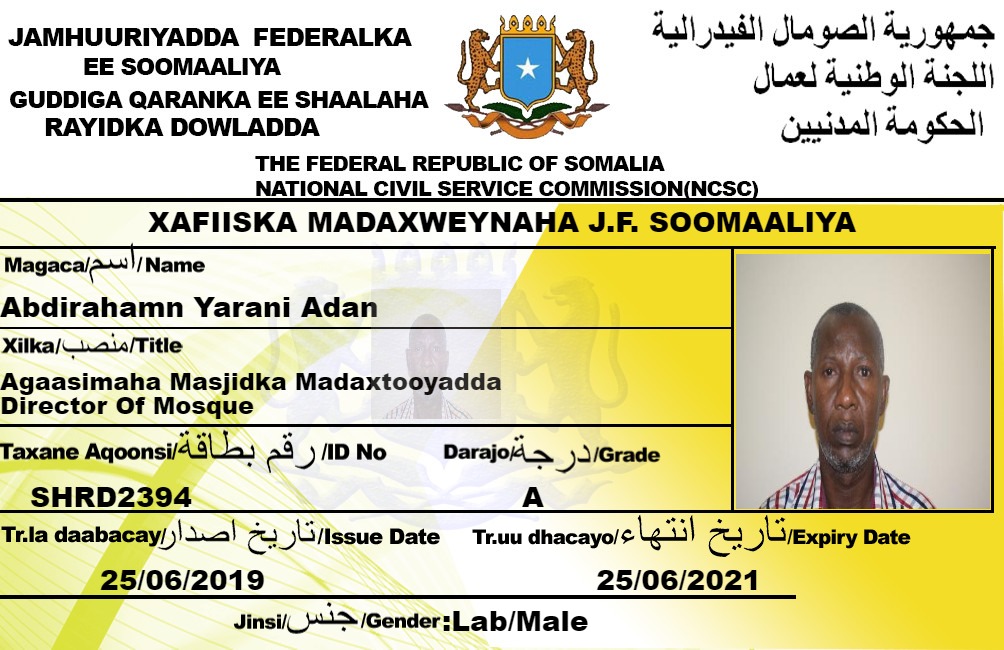 JAMHUURIYADDA FEDERALKA
EE SOOMAALIYA
GUDDIGA QARANKA EE SHAALAHA
RAYIDKA DOWLADDA
جمهورية الصومال الفيدرالية
اللجنة الوطنية لعمال
الحكومة المدنيين
THE FEDERAL REPUBLIC OF SOMALIA
NATIONAL CIVIL SERVICE COMMISSION(NCSC)
XAFIISKA MADAXWEYNAHA J.F. SOOMAALIYA
Magaca/اسم/Name
Abdirahamn Yarani Adan
Xilka/منصب/Title
Agaasimaha Masjidka Madaxtooyadda
Director Of Mosque
Taxane Aqoonsi/رقم بطاقة/ID No
Darajo/درجة/Grade
SHRD2394
A
Tr.la daabacay/تاريخ اصدار/Issue Date
Tr.uu dhacayo/تاريخ انتهاء/Expiry Date
25/06/2019
25/06/2021
Jinsi/جنس/Gender:Lab/Male